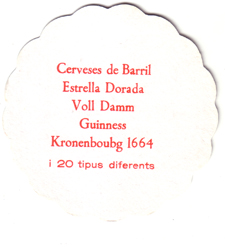 Cerveses de Barril
Estrella Dorada
Voll Damm
Guinness
Kronenboubg 1664
i 20 tipus diferents